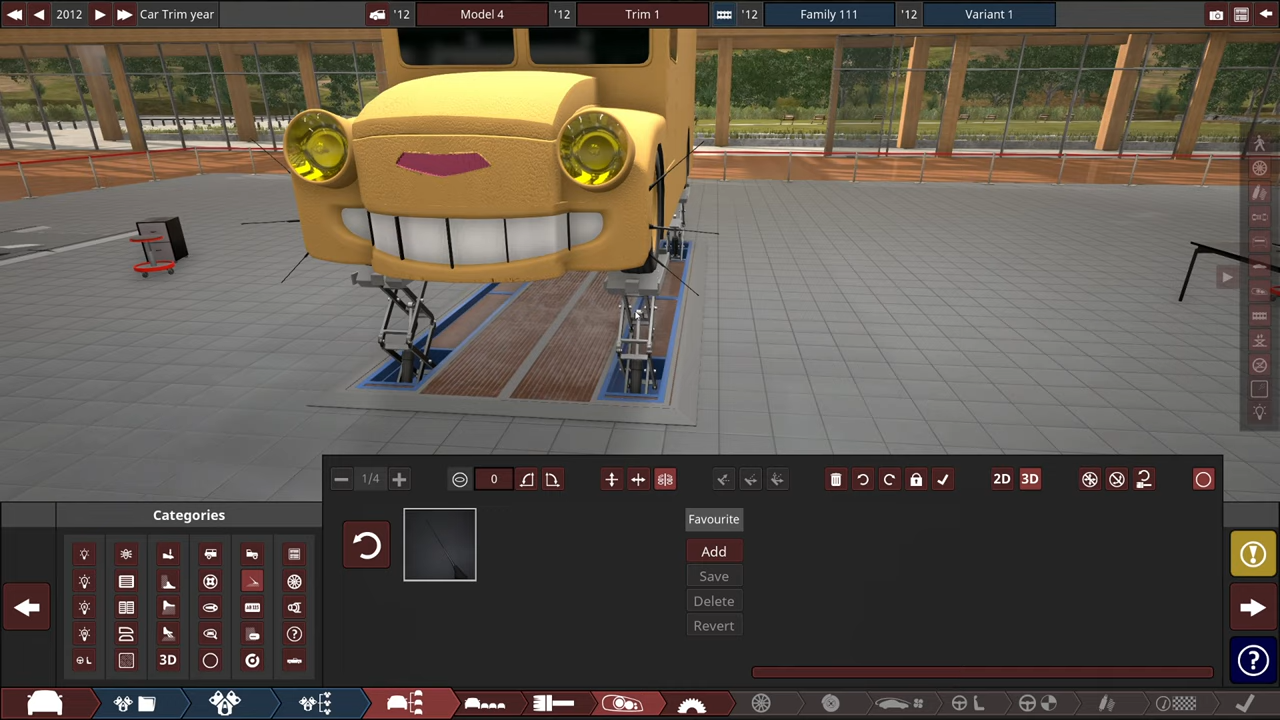 2012 Car Trim year '12 Model 4 '12 Trim 1 '12 Family 111 '12 Variant 1
1/4 0 2D 3D
Categories
Favourite
Add
Save
Delete
Revert
L 3D